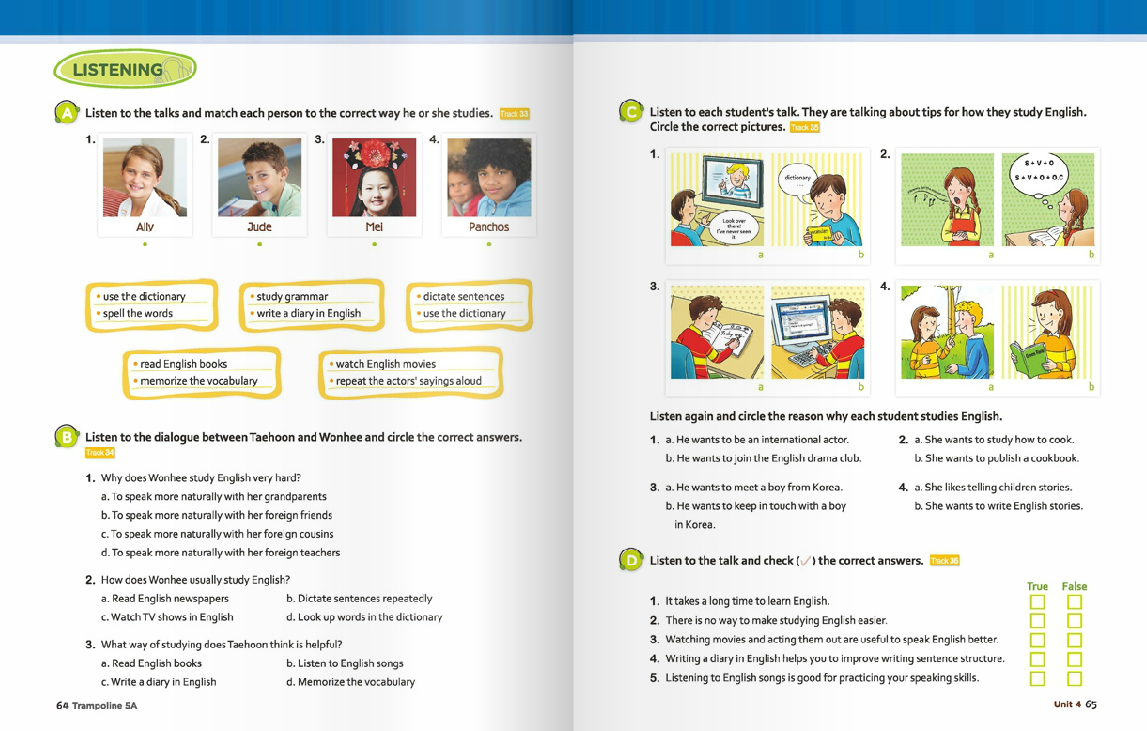 LISTENING
A Listen to the talks and match each person to the correct way he or she studies. Track 33
1. 2. 3. 4.
Ally Jude Mei Panchos
• use the dictionary
• spell the words
• study grammar
• write a diary in English
• dictate sentences
• use the dictionary
• read English books
• memorize the vocabulary
• watch English movies
• repeat the actors' sayings aloud
B Listen to the dialogue between Taehoon and Wonhee and circle the correct answers.
Track 34
1. Why does Wonhee study English very hard?
a. To speak more naturally with her grandparents
b. To speak more naturally with her foreign friends
c. To speak more naturally with her foreign cousins
d. To speak more naturally with her foreign teachers
2. How does Wonhee usually study English?
a. Read English newspapers b. Dictate sentences repeatedly
c. Watch TV shows in English d. Look up words in the dictionary
3. What way of studying does Taehoon think is helpful?
a. Read English books b. Listen to English songs
c. Write a diary in English d. Memorize the vocabulary
64 Trampoline 5A
C Listen to each student's talk. They are talking about tips for how they study English.
Circle the correct pictures. Track 35
1.
dictionary
....
Look over
there!
I've never seen
it
a b
2.
S + V + O
S + V + O + O.C
a b
3.
a b
4.
a b
Listen again and circle the reason why each student studies English.
1. a. He wants to be an international actor.
b. He wants to join the English drama club.
2. a. She wants to study how to cook.
b. She wants to publish a cookbook.
3. a. He wants to meet a boy from Korea.
b. He wants to keep in touch with a boy
in Korea.
4. a. She likes telling children stories.
b. She wants to write English stories.
D Listen to the talk and check (✓) the correct answers. Track 36
True False
1. It takes a long time to learn English.
2. There is no way to make studying English easier.
3. Watching movies and acting them out are useful to speak English better.
4. Writing a diary in English helps you to improve writing sentence structure.
5. Listening to English songs is good for practicing your speaking skills.
Unit 4 65